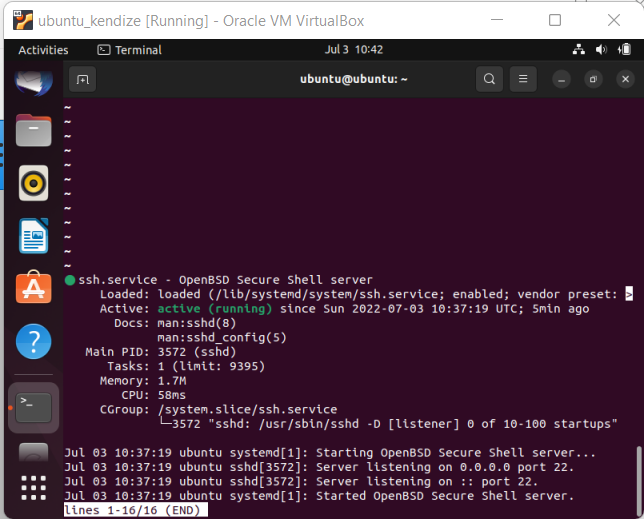 ubuntu_kendize [Running] - Oracle VM VirtualBox
Activities Terminal Jul 3 10:42
ubuntu@ubuntu: ~
~
~
~
~
~
~
~
~
~
~
~
~
ssh.service - OpenBSD Secure Shell server
Loaded: loaded (/lib/systemd/system/ssh.service; enabled; vendor preset: >
Active: active (running) since Sun 2022-07-03 10:37:19 UTC; 5min ago
Docs: man:sshd(8)
man:sshd_config(5)
Main PID: 3572 (sshd)
Tasks: 1 (limit: 9395)
Memory: 1.7M
CPU: 58ms
CGroup: /system.slice/ssh.service
└─3572 "sshd: /usr/sbin/sshd -D [listener] 0 of 10-100 startups"
Jul 03 10:37:19 ubuntu systemd[1]: Starting OpenBSD Secure Shell server...
Jul 03 10:37:19 ubuntu sshd[3572]: Server listening on 0.0.0.0 port 22.
Jul 03 10:37:19 ubuntu sshd[3572]: Server listening on :: port 22.
Jul 03 10:37:19 ubuntu systemd[1]: Started OpenBSD Secure Shell server.
lines 1-16/16 (END)